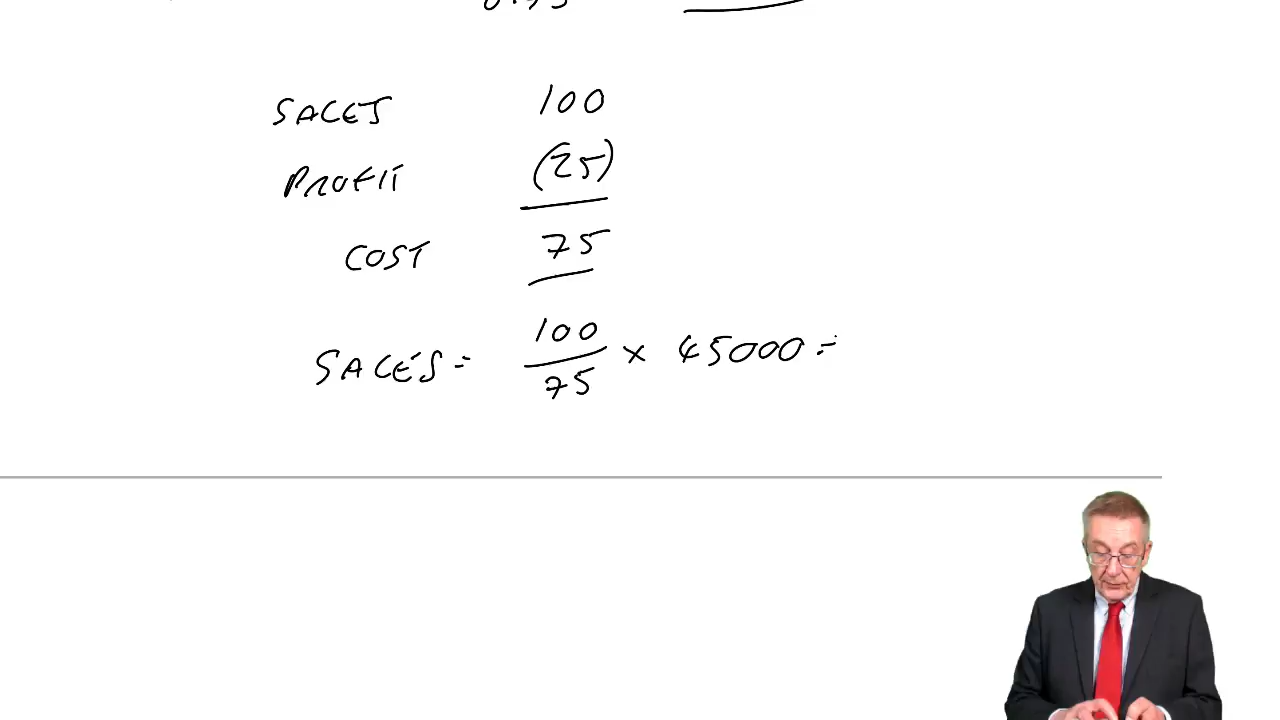 SALES 100
PROFIT (25)
COST 75
SALES = 100/75 × 45000 =